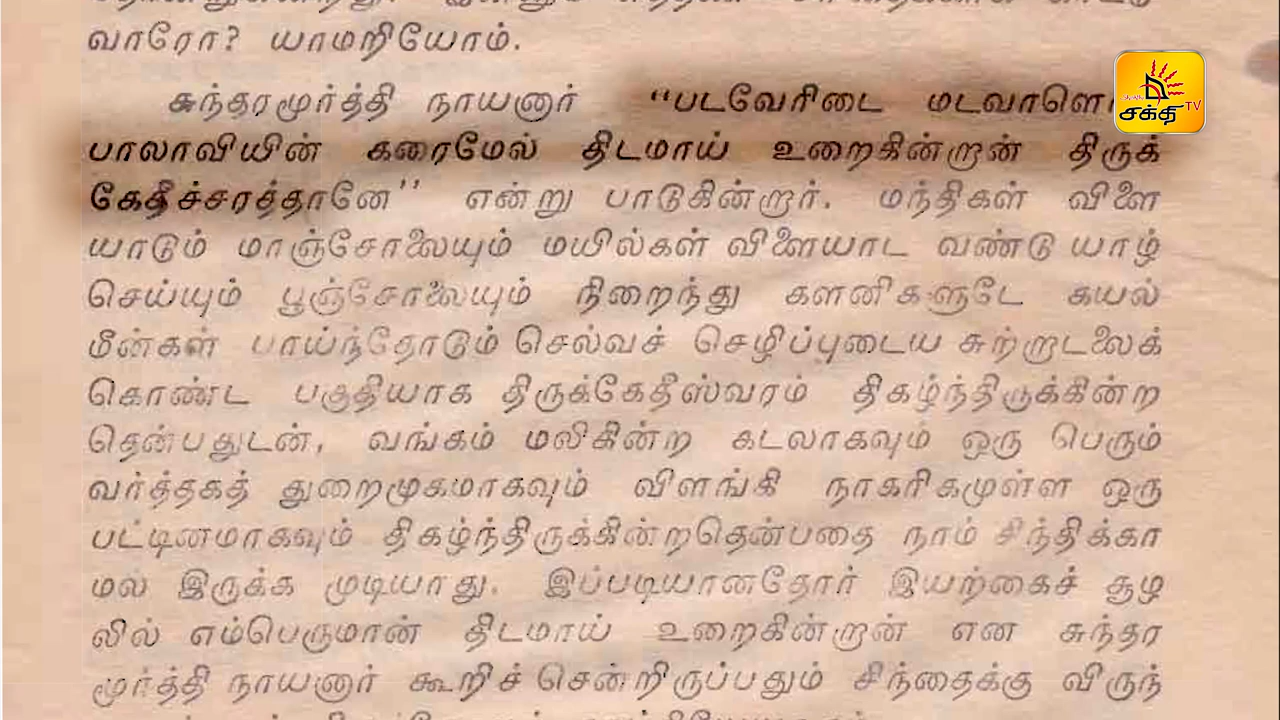 வாரோ? யாமறியோம்.
சுந்தரமூர்த்தி நாயனார் "படவேரிடை மடவாளொ
சக்தி TV
பாலாவியின் கரைமேல் திடமாய் உறைகின்றான் திருக்
கேதீச்சரத்தானே" என்று பாடுகின்றார். மந்திகள் விளை
யாடும் மாஞ்சோலையும் மயில்கள் விளையாட வண்டு யாழ்
செய்யும் பூஞ்சோலையும் நிறைந்து களனிகளுடே கயல்
மீன்கள் பாய்ந்தோடும் செல்வச் செழிப்புடைய சுற்றாடலைக்
கொண்ட பகுதியாக திருக்கேதீஸ்வரம் திகழ்ந்திருக்கின்ற
தென்பதுடன், வங்கம் மலிகின்ற கடலாகவும் ஒரு பெரும்
வர்த்தகத் துறைமுகமாகவும் விளங்கி நாகரிகமுள்ள ஒரு
பட்டினமாகவும் திகழ்ந்திருக்கின்றதென்பதை நாம் சிந்திக்கா
மல் இருக்க முடியாது. இப்படியானதோர் இயற்கைச் சூழ
லில் எம்பெருமான் திடமாய் உறைகின்றான் என சுந்தர
மூர்த்தி நாயனார் கூறிச் சென்றிருப்பதும் சிந்தைக்கு விருந்